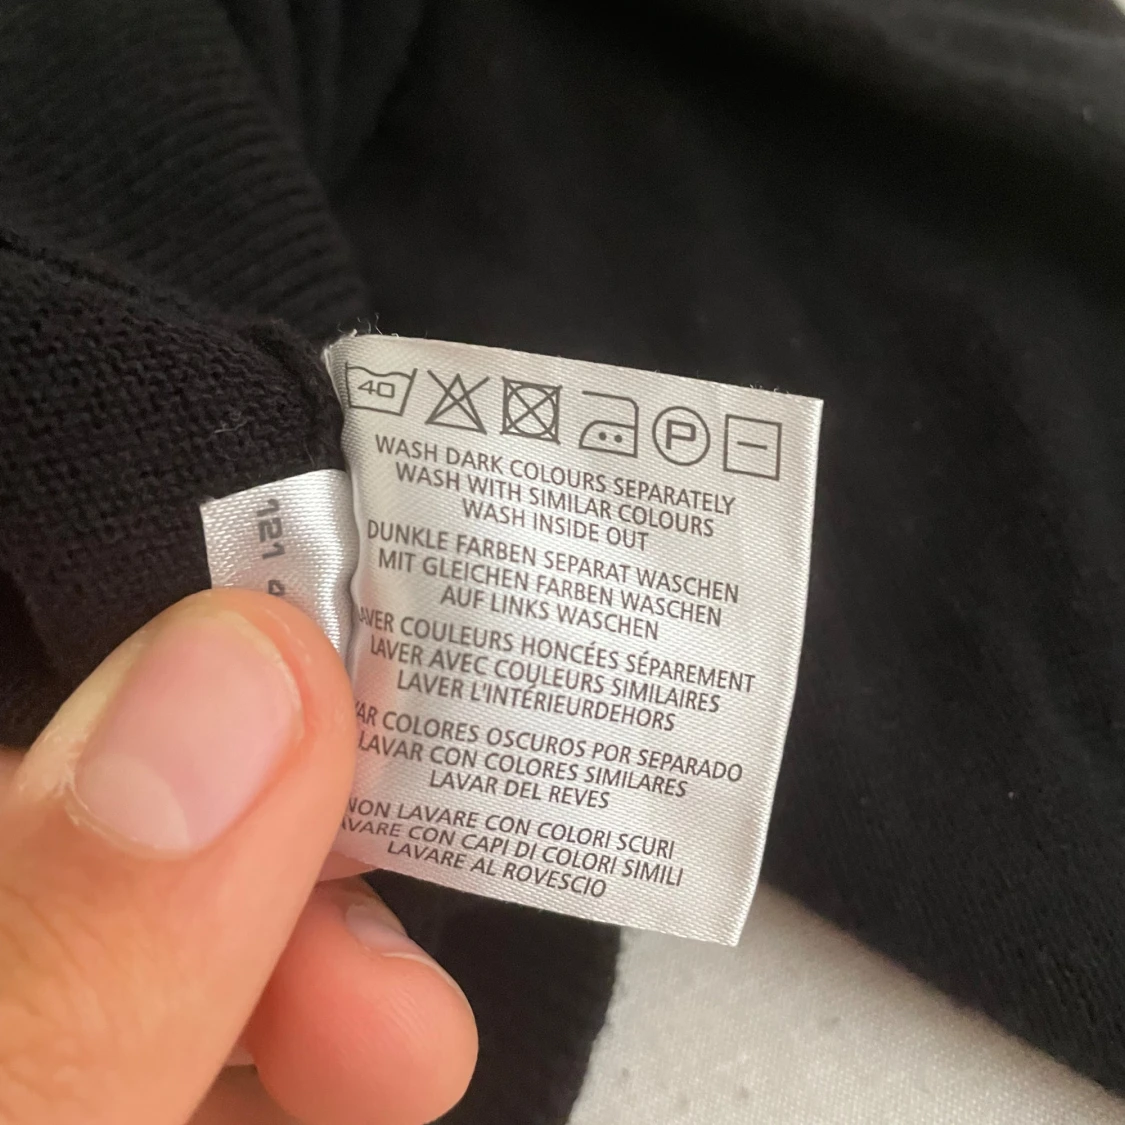 40
P
WASH DARK COLOURS SEPARATELY
WASH WITH SIMILAR COLOURS
WASH INSIDE OUT
DUNKLE FARBEN SEPARAT WASCHEN
MIT GLEICHEN FARBEN WASCHEN
AUF LINKS WASCHEN
AVER COULEURS HONCÉES SÉPAREMENT
LAVER AVEC COULEURS SIMILAIRES
LAVER L'INTÉRIEURDEHORS
AR COLORES OSCUROS POR SEPARADO
LAVAR CON COLORES SIMILARES
LAVAR DEL REVES
NON LAVARE CON COLORI SCURI
AVARE CON CAPI DI COLORI SIMILI
LAVARE AL ROVESCIO
121